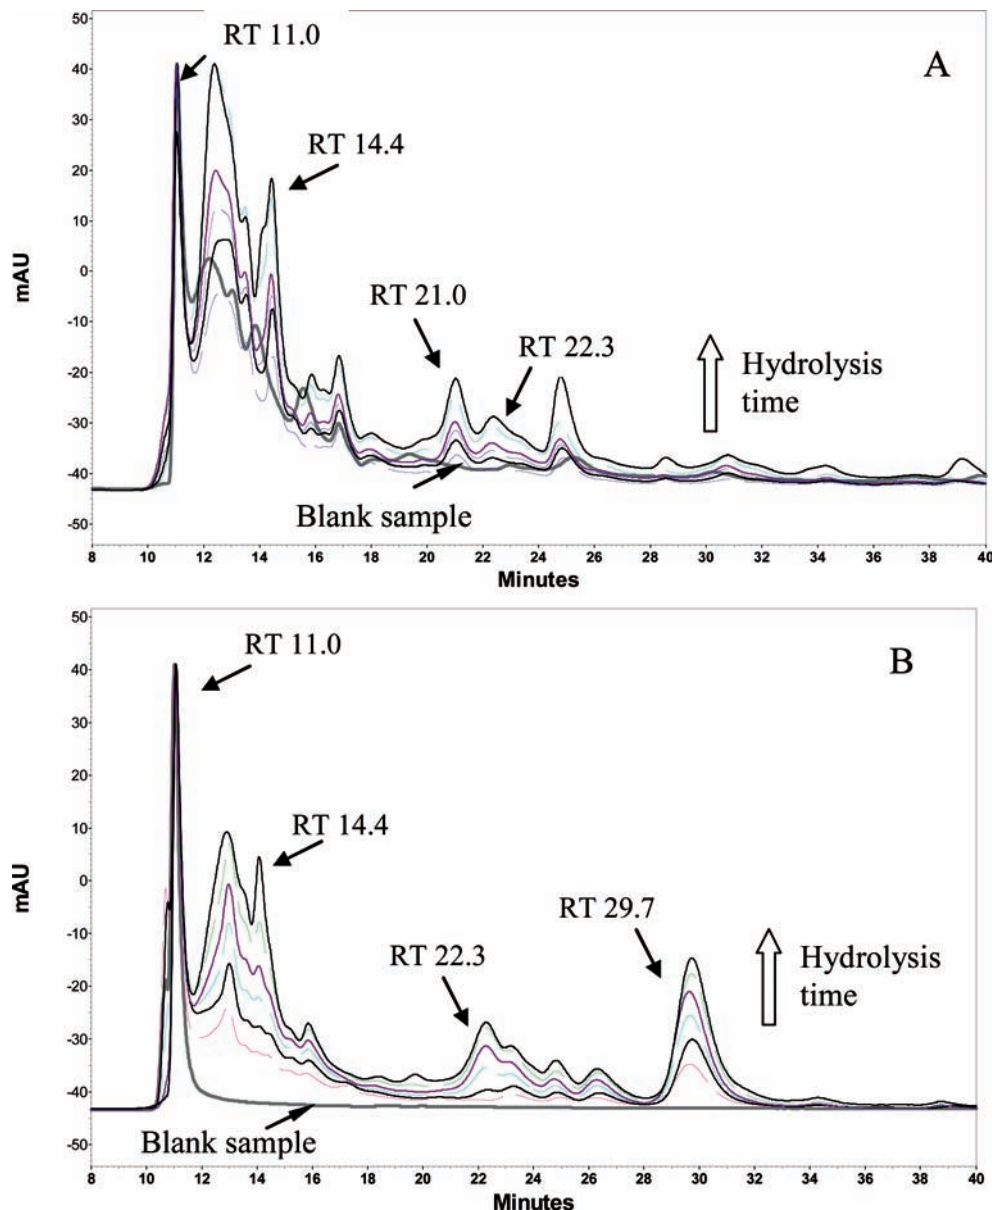 A
RT 11.0
RT 14.4
RT 21.0
RT 22.3
Hydrolysis
time
Blank sample
mAU
50
40
30
20
10
0
-10
-20
-30
-40
-50
8 10 12 14 16 18 20 22 24 26 28 30 32 34 36 38 40
Minutes
B
RT 11.0
RT 14.4
RT 22.3
RT 29.7
Hydrolysis
time
Blank sample
mAU
50
40
30
20
10
0
-10
-20
-30
-40
-50
8 10 12 14 16 18 20 22 24 26 28 30 32 34 36 38 40
Minutes